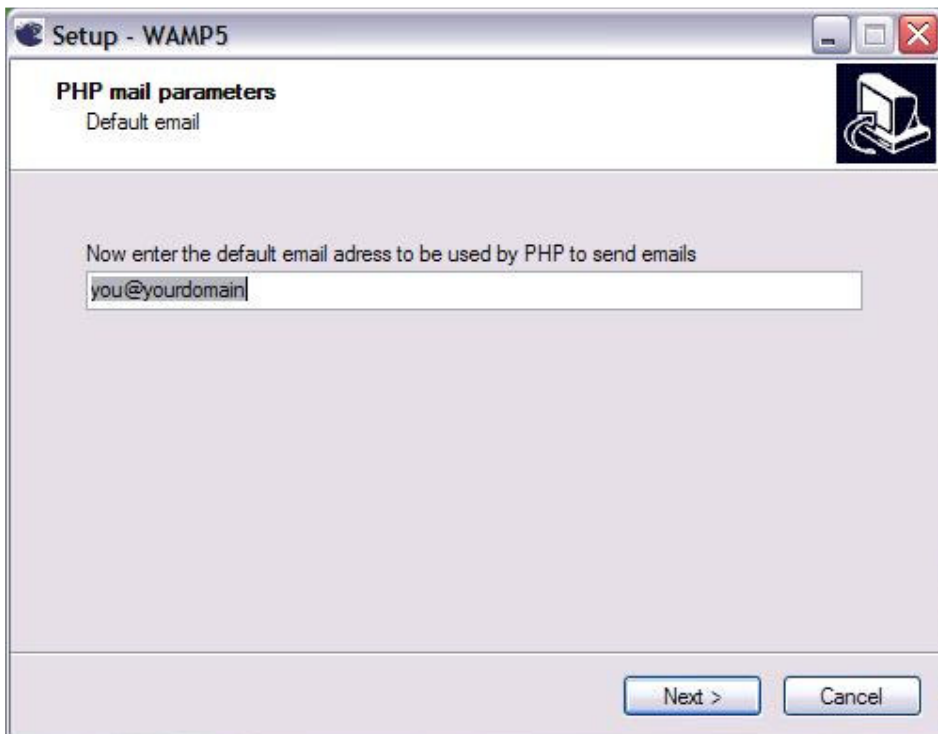 Setup - WAMP5
PHP mail parameters
Default email
Now enter the default email adress to be used by PHP to send emails
you@yourdomain
Next >
Cancel